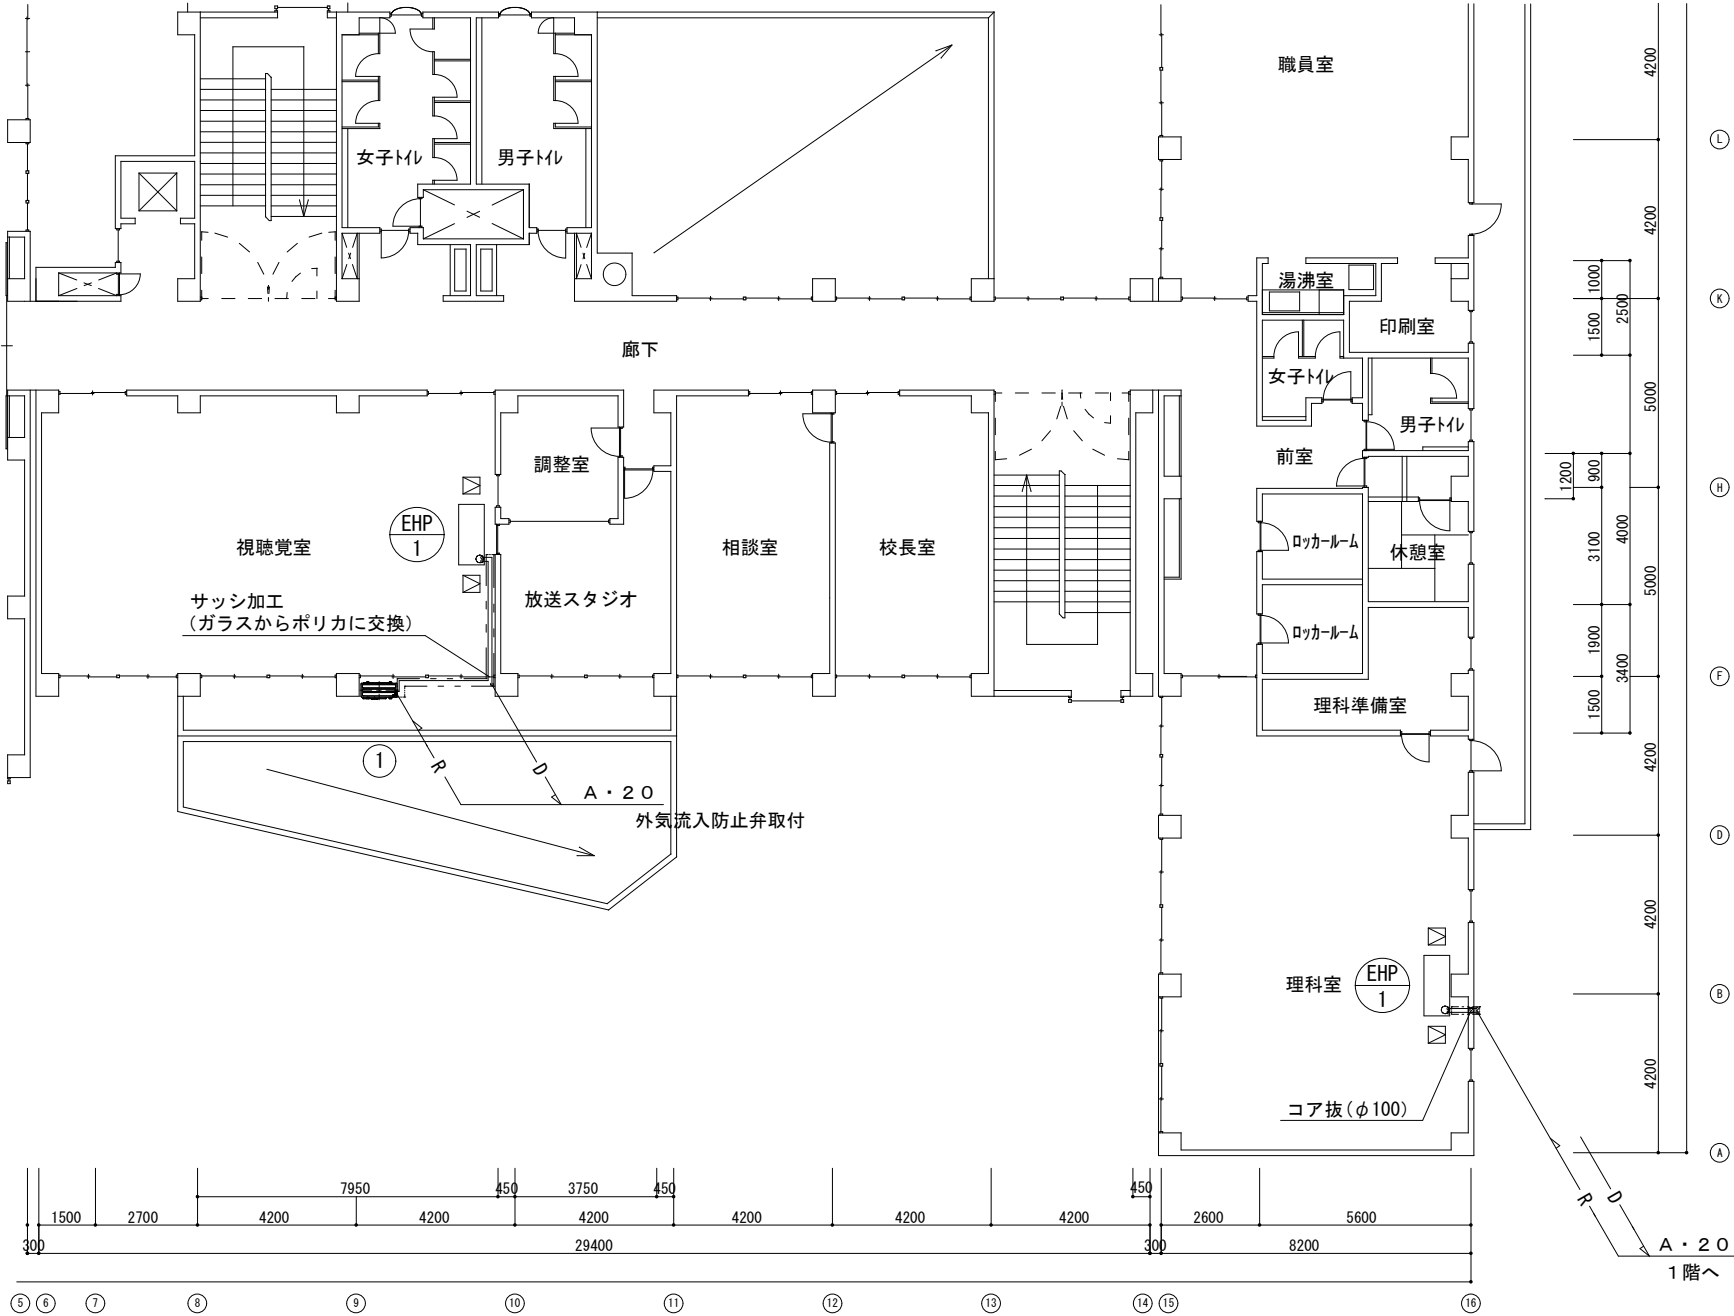 職員室
4200
L
女子トイレ
男子トイレ
4200
湯沸室
1000
2500
K
印刷室
1500
廊下
女子トイレ
5000
男子トイレ
調整室
前室
1200
900
H
EHP
1
視聴覚室
相談室
校長室
ロッカールーム
休憩室
3100
4000
放送スタジオ
5000
サッシ加工
(ガラスからポリカに交換)
ロッカールーム
1900
3400
F
理科準備室
1500
1
R
D
A・20
外気流入防止弁取付
4200
D
4200
理科室
EHP
1
B
4200
コア抜(φ100)
A
R
D
A・20
1階へ
7950
450
3750
450
450
1500
2700
4200
4200
4200
4200
4200
4200
2600
5600
300
29400
300
8200
5
6
7
8
9
10
11
12
13
14
15
16